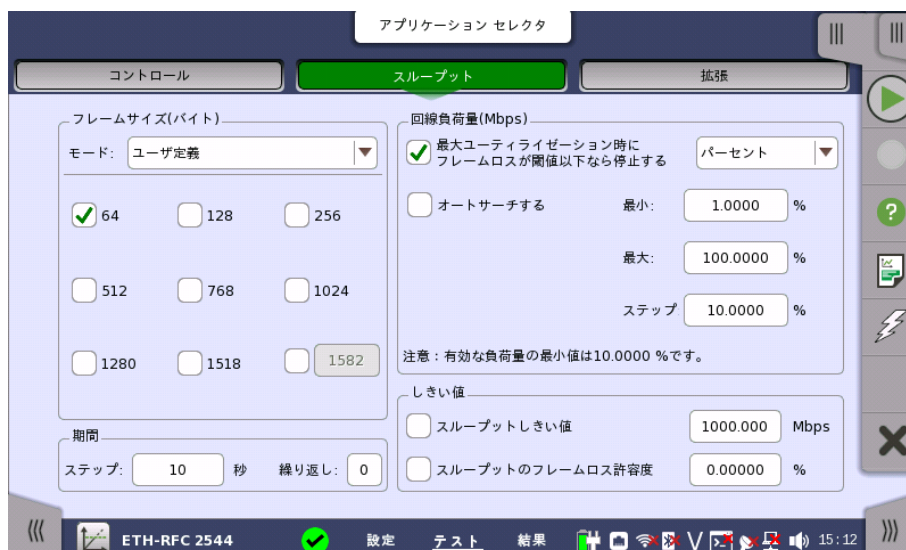 アプリケーション セレクタ
コントロール
スループット
拡張
フレームサイズ(バイト)
モード: ユーザ定義
64 128 256
512 768 1024
1280 1518 1582
期間
ステップ: 10 秒 繰り返し: 0
回線負荷量(Mbps)
最大ユーティライゼーション時に
フレームロスが閾値以下なら停止する
パーセント
オートサーチする 最小: 1.0000 %
最大: 100.0000 %
ステップ 10.0000 %
注意:有効な負荷量の最小値は10.0000 %です。
しきい値
スループットしきい値 1000.000 Mbps
スループットのフレームロス許容度 0.00000 %
ETH-RFC 2544 設定 テスト 結果 15:12